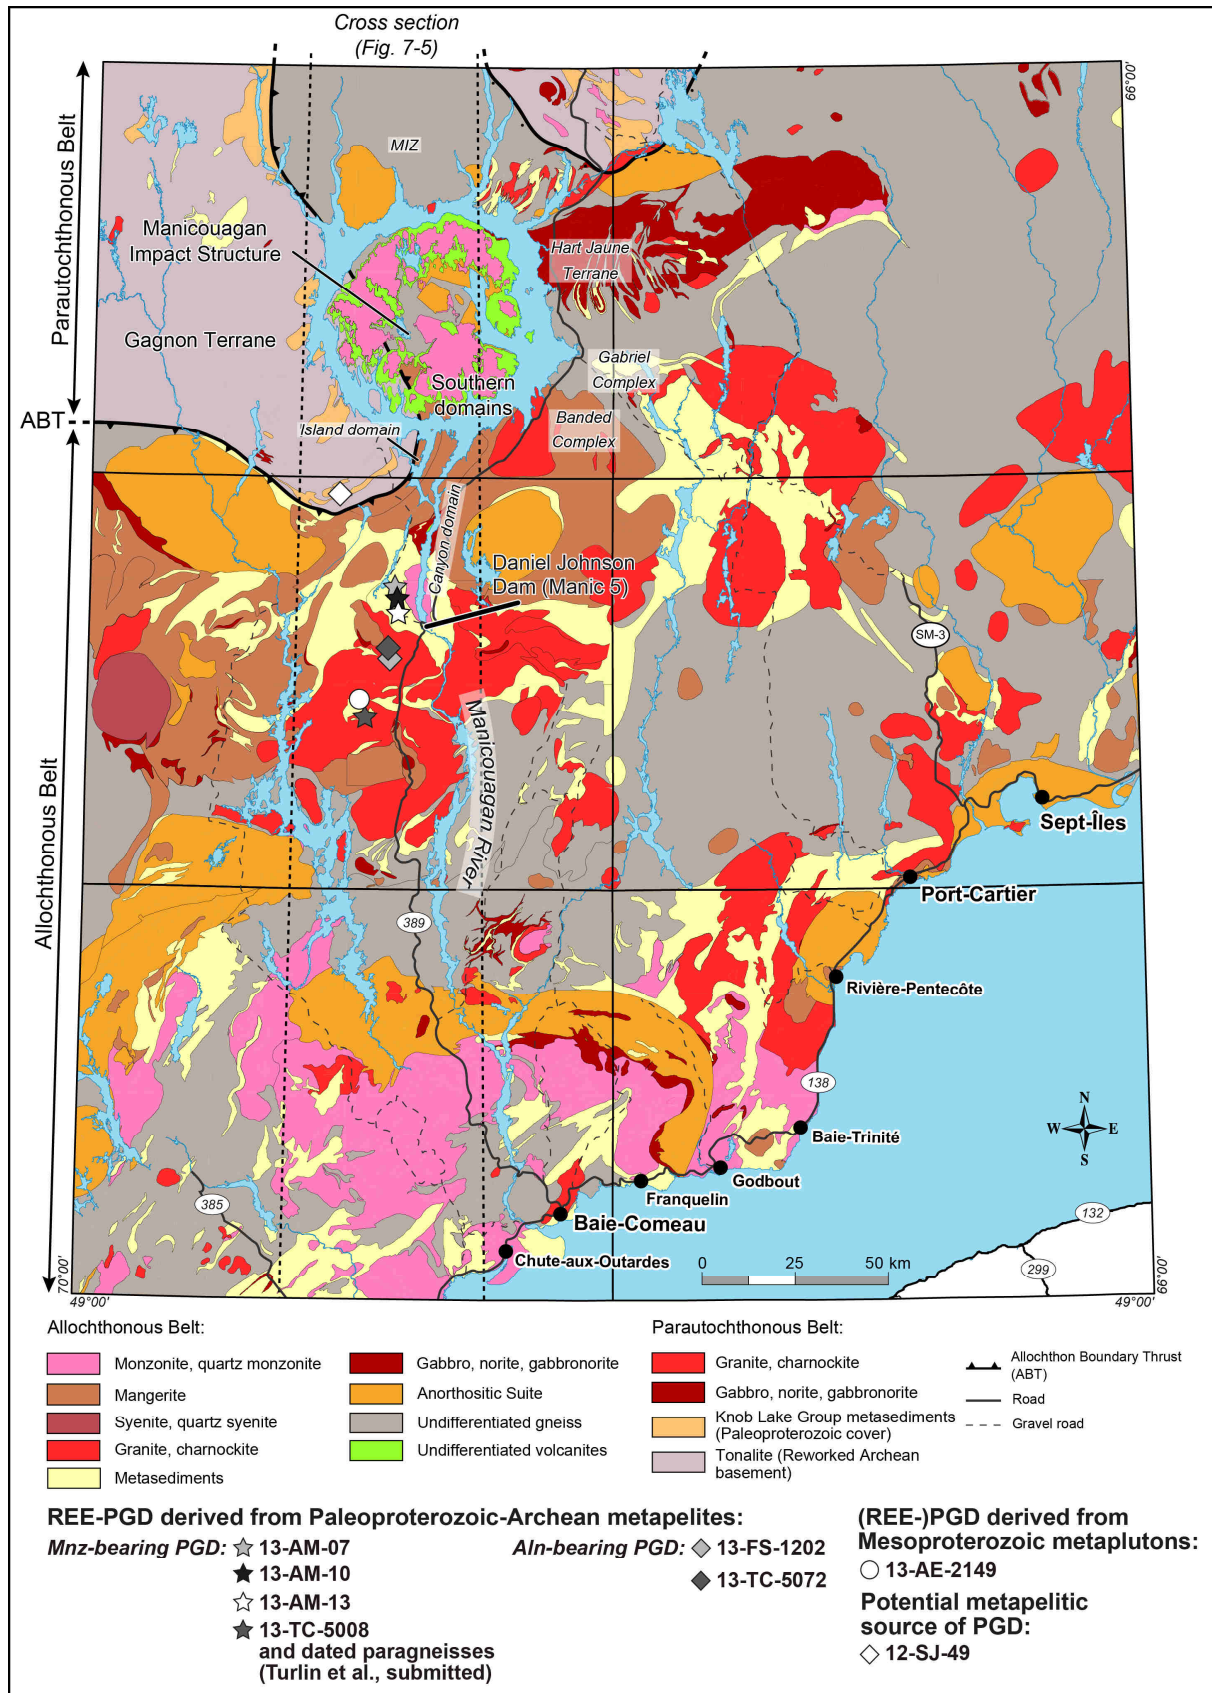 Cross section
(Fig. 7-5)
66°00'
Parautochthonous Belt
MIZ
Manicouagan
Impact Structure
Hart Jaune
Terrane
Gagnon Terrane
Gabriel
Complex
Southern
domains
Banded
Complex
ABT
Island domain
Canyon domain
Daniel Johnson
Dam (Manic 5)
SM-3
Manicouagan River
Allochthonous Belt
Sept-Îles
Port-Cartier
389
Rivière-Pentecôte
138
N
W E
S
Baie-Trinité
Godbout
Franquelin
385
Baie-Comeau
132
Chute-aux-Outardes
0 25 50 km
299
70°00'
49°00'
66°00'
49°00'
Allochthonous Belt:
Monzonite, quartz monzonite
Mangerite
Syenite, quartz syenite
Granite, charnockite
Metasediments
Gabbro, norite, gabbronorite
Anorthositic Suite
Undifferentiated gneiss
Undifferentiated volcanites
Parautochthonous Belt:
Granite, charnockite
Gabbro, norite, gabbronorite
Knob Lake Group metasediments
(Paleoproterozoic cover)
Tonalite (Reworked Archean
basement)
Allochthon Boundary Thrust
(ABT)
Road
Gravel road
REE-PGD derived from Paleoproterozoic-Archean metapelites:
Mnz-bearing PGD: 13-AM-07
13-AM-10
13-AM-13
13-TC-5008
and dated paragneisses
(Turlin et al., submitted)
Aln-bearing PGD: 13-FS-1202
13-TC-5072
(REE-)PGD derived from
Mesoproterozoic metaplutons:
13-AE-2149
Potential metapelitic
source of PGD:
12-SJ-49